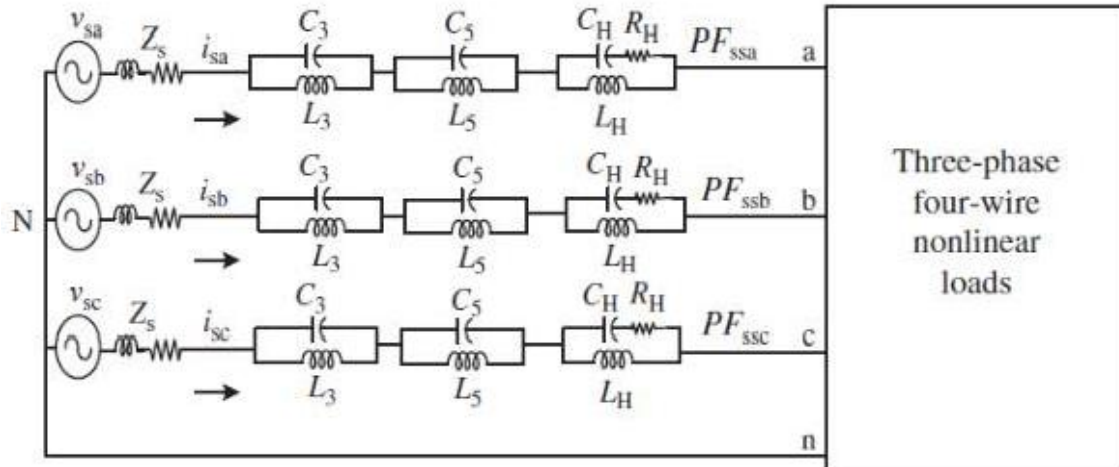 v_sa Z_s i_sa C_3 C_5 C_H R_H PF_ssa a
L_3 L_5 L_H
v_sb Z_s i_sb C_3 C_5 C_H R_H PF_ssb b
N
L_3 L_5 L_H
v_sc Z_s i_sc C_3 C_5 C_H R_H PF_ssc c
L_3 L_5 L_H
n
Three-phase
four-wire
nonlinear
loads